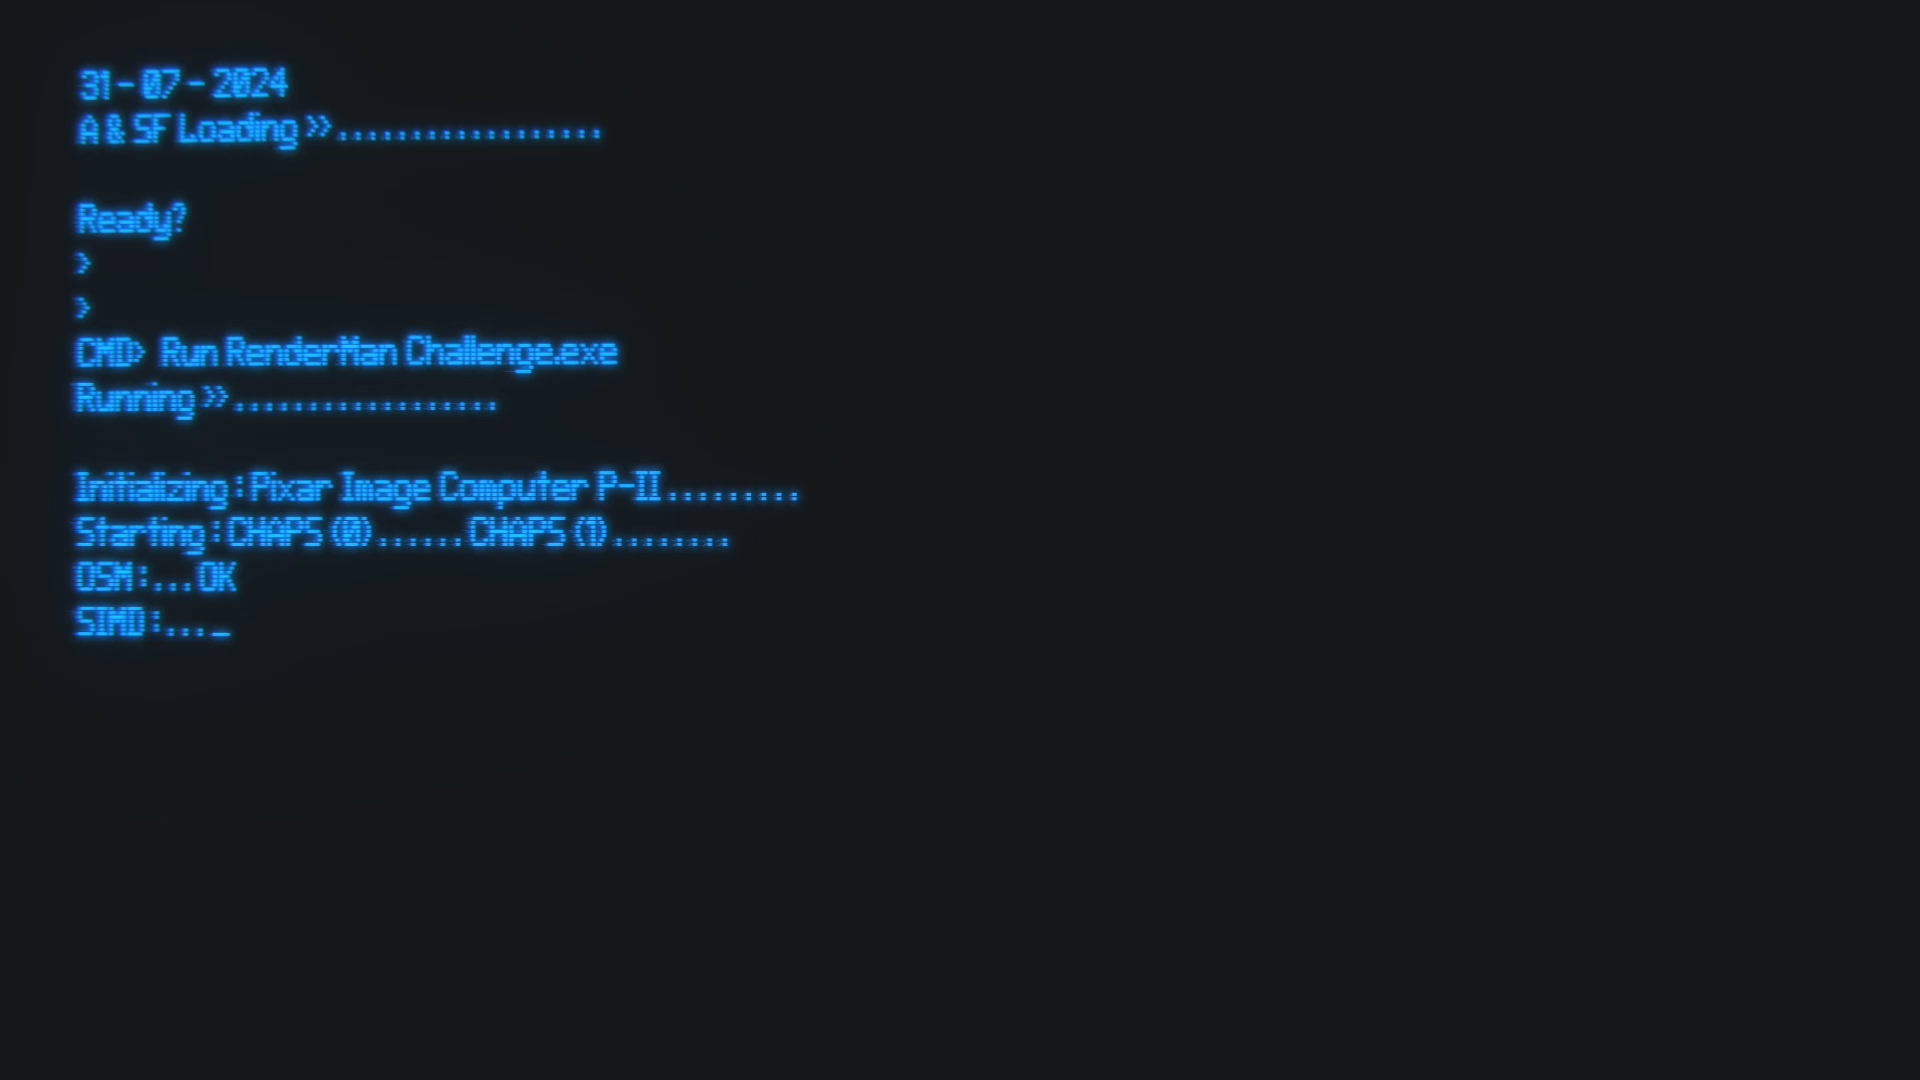 31-07-2024
A & SF Loading >>..................
Ready?
>
>
CMD> Run RenderMan Challenge.exe
Running >>..................
Initializing : Pixar Image Computer P-II.........
Starting : CHAPS (0)......CHAPS (1)........
OSM :...OK
SIMD :..._